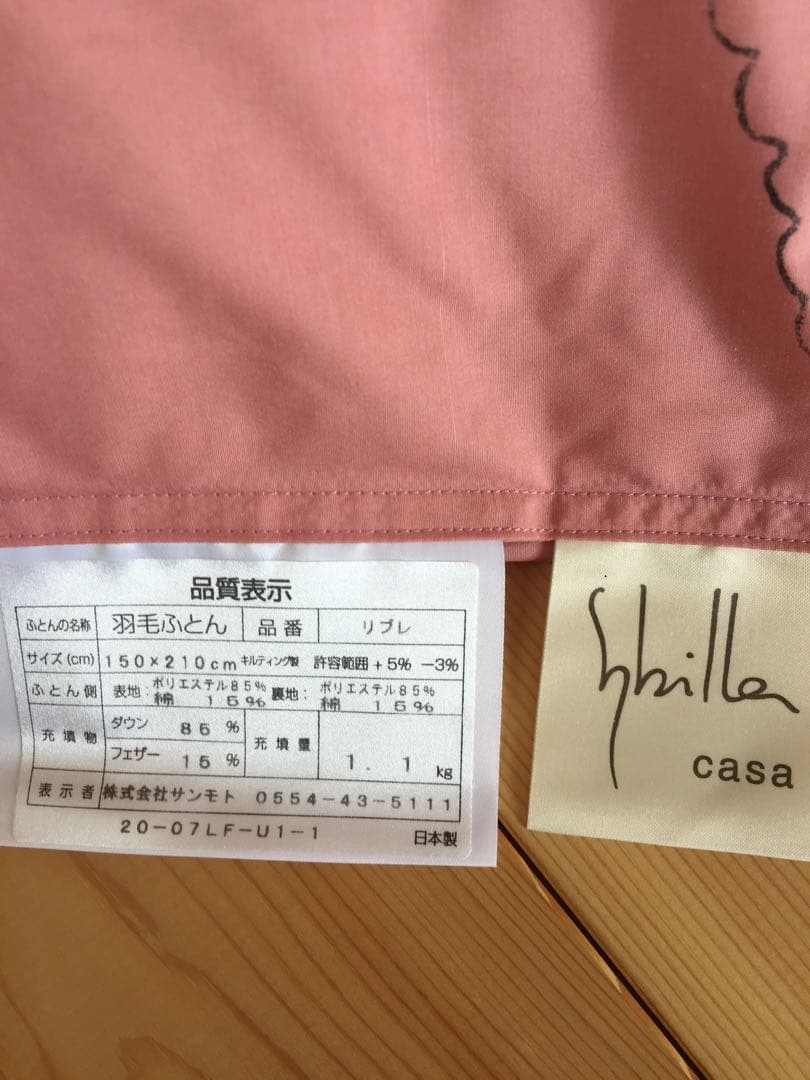 品質表示
ふとんの名称 羽毛ふとん 品番 リブレ
サイズ(cm) 150×210cm キルティング製 許容範囲+5% −3%
ふとん側 表地:ポリエステル85% 綿 15% 裏地:ポリエステル85% 綿 15%
充填物 ダウン 85 % フェザー 15 % 充填量 1.1 kg
表示者 株式会社サンモト 0554-43-5111
20-07LF-U1-1 日本製
Sybilla
casa